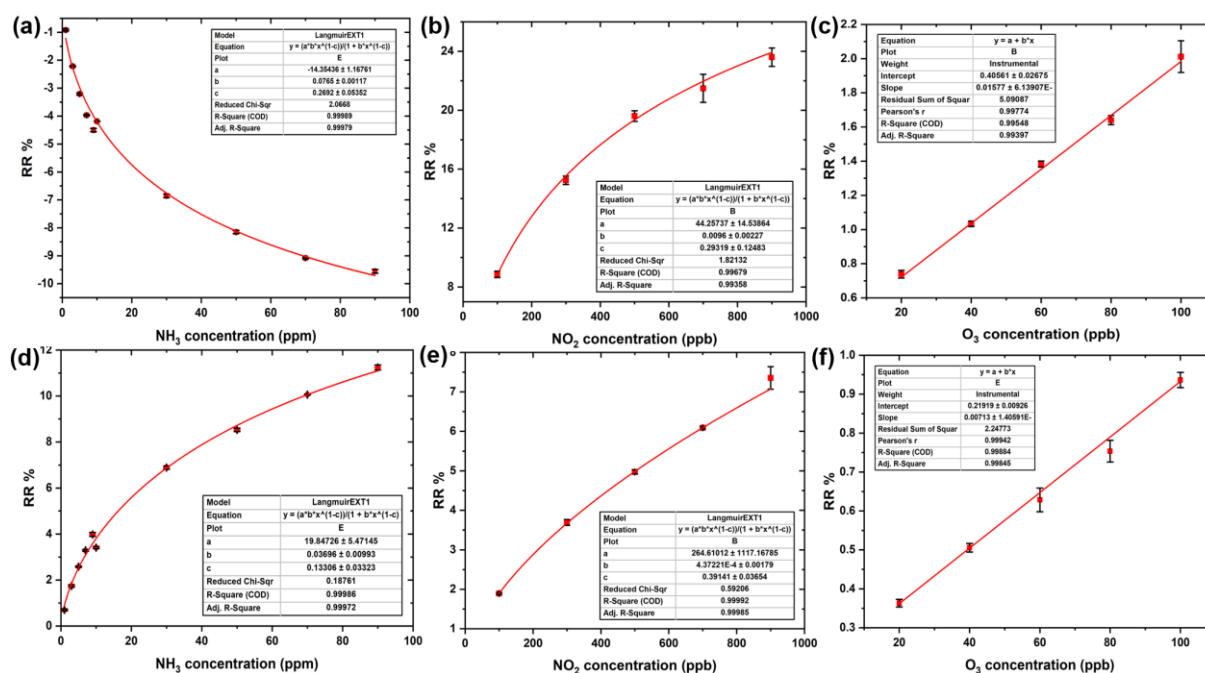 (a)
Model LangmuirEXT1
Equation y = (a*b*x^(1-c))/(1 + b*x^(1-c))
Plot E
a -14.35436 ± 1.16761
b 0.0765 ± 0.00117
c 0.2692 ± 0.05352
Reduced Chi-Sqr 2.0668
R-Square (COD) 0.99989
Adj. R-Square 0.99979
-1
-2
-3
-4
-5
-6
-7
-8
-9
-10
RR %
0 20 40 60 80 100
NH3 concentration (ppm)
(b)
24
20
16
12
8
RR %
Model LangmuirEXT1
Equation y = (a*b*x^(1-c))/(1 + b*x^(1-c))
Plot B
a 44.25737 ± 14.53864
b 0.0096 ± 0.00227
c 0.29319 ± 0.12483
Reduced Chi-Sqr 1.82132
R-Square (COD) 0.99679
Adj. R-Square 0.99358
0 200 400 600 800 1000
NO2 concentration (ppb)
(c)
Equation y = a + b*x
Plot B
Weight Instrumental
Intercept 0.40561 ± 0.02675
Slope 0.01577 ± 6.13907E-
Residual Sum of Squar 5.09087
Pearson's r 0.99774
R-Square (COD) 0.99548
Adj. R-Square 0.99397
2.2
2.0
1.8
1.6
1.4
1.2
1.0
0.8
0.6
RR %
20 40 60 80 100
O3 concentration (ppb)
(d)
12
10
8
6
4
2
0
RR %
Model LangmuirEXT1
Equation y = (a*b*x^(1-c))/(1 + b*x^(1-c)
Plot E
a 19.84726 ± 5.47145
b 0.03696 ± 0.00993
c 0.13306 ± 0.03323
Reduced Chi-Sqr 0.18761
R-Square (COD) 0.99986
Adj. R-Square 0.99972
0 20 40 60 80 100
NH3 concentration (ppm)
(e)
8
7
6
5
4
3
2
1
RR %
Model LangmuirEXT1
Equation y = (a*b*x^(1-c))/(1 + b*x^(1-c))
Plot B
a 264.61012 ± 1117.16785
b 4.37221E-4 ± 0.00179
c 0.39141 ± 0.03654
Reduced Chi-Sqr 0.59206
R-Square (COD) 0.99992
Adj. R-Square 0.99985
0 200 400 600 800 1000
NO2 concentration (ppb)
(f)
Equation y = a + b*x
Plot E
Weight Instrumental
Intercept 0.21919 ± 0.00926
Slope 0.00713 ± 1.40591E-
Residual Sum of Squar 2.24773
Pearson's r 0.99942
R-Square (COD) 0.99884
Adj. R-Square 0.99845
1.0
0.9
0.8
0.7
0.6
0.5
0.4
0.3
RR %
20 40 60 80 100
O3 concentration (ppb)